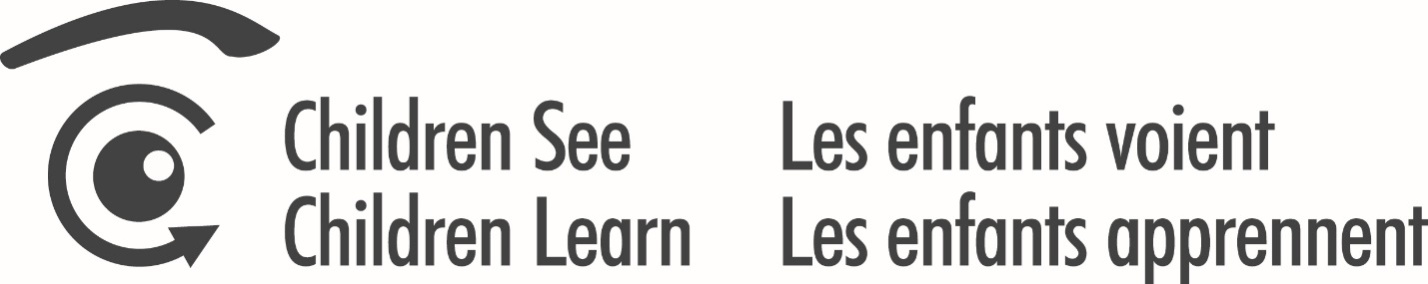 Children See
Children Learn
Les enfants voient
Les enfants apprennent